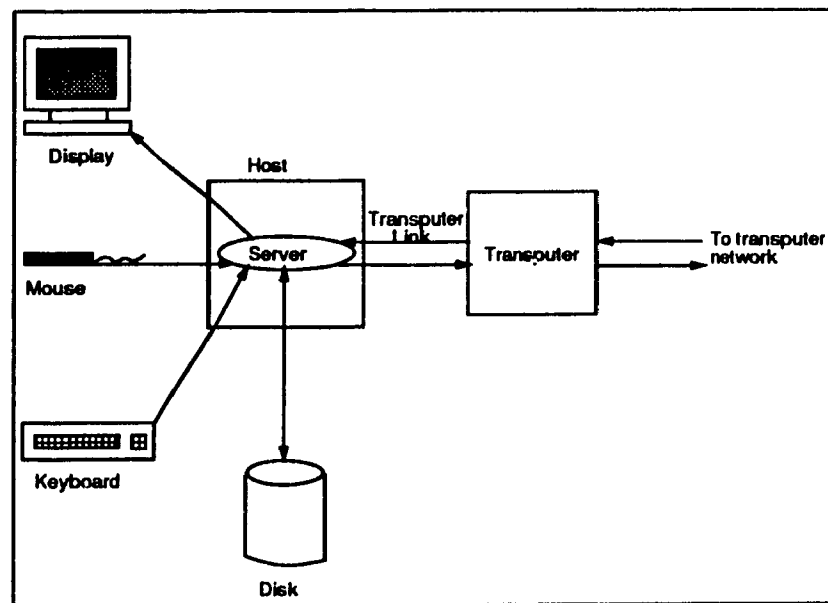 Display
Host
Transputer
Link
Server
Transputer
To transputer
network
Mouse
Keyboard
Disk